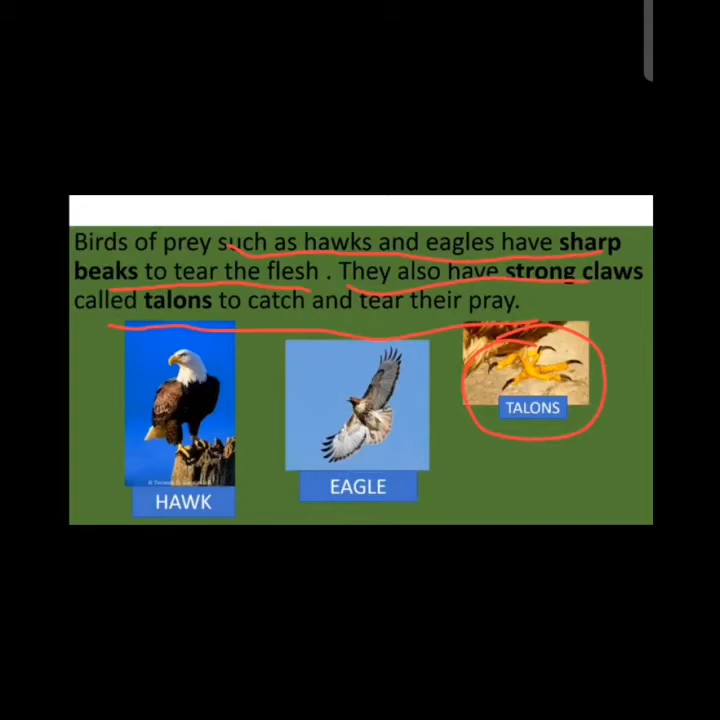 Birds of prey such as hawks and eagles have sharp
beaks to tear the flesh . They also have strong claws
called talons to catch and tear their pray.
TALONS
EAGLE
HAWK